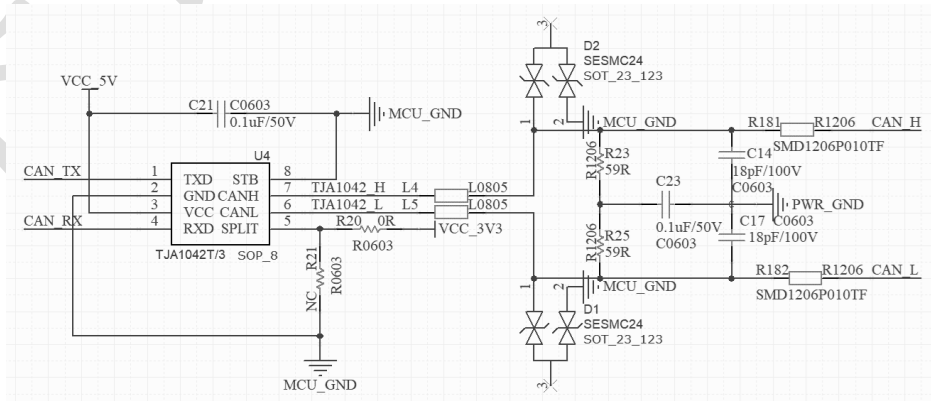 3
D2
SESMC24
SOT_23_123
VCC_5V
C21 C0603
0.1uF/50V
MCU_GND
1
2
MCU_GND
R181 R1206 CAN_H
SMD1206P010TF
U4
CAN_TX 1 TXD STB 8
2 GND CANH 7 TJA1042_H L4 L0805
3 VCC CANL 6 TJA1042_L L5 L0805
CAN_RX 4 RXD SPLIT 5 R20 0R VCC_3V3
R0603
TJA1042T/3 SOP_8
R1206
R23
59R
C14
18pF/100V
C0603
C23
0.1uF/50V
C0603
PWR_GND
C17 C0603
18pF/100V
R1206
R25
59R
R21
R0603
NC
MCU_GND
1
2
MCU_GND
R182 R1206 CAN_L
SMD1206P010TF
D1
SESMC24
SOT_23_123
3